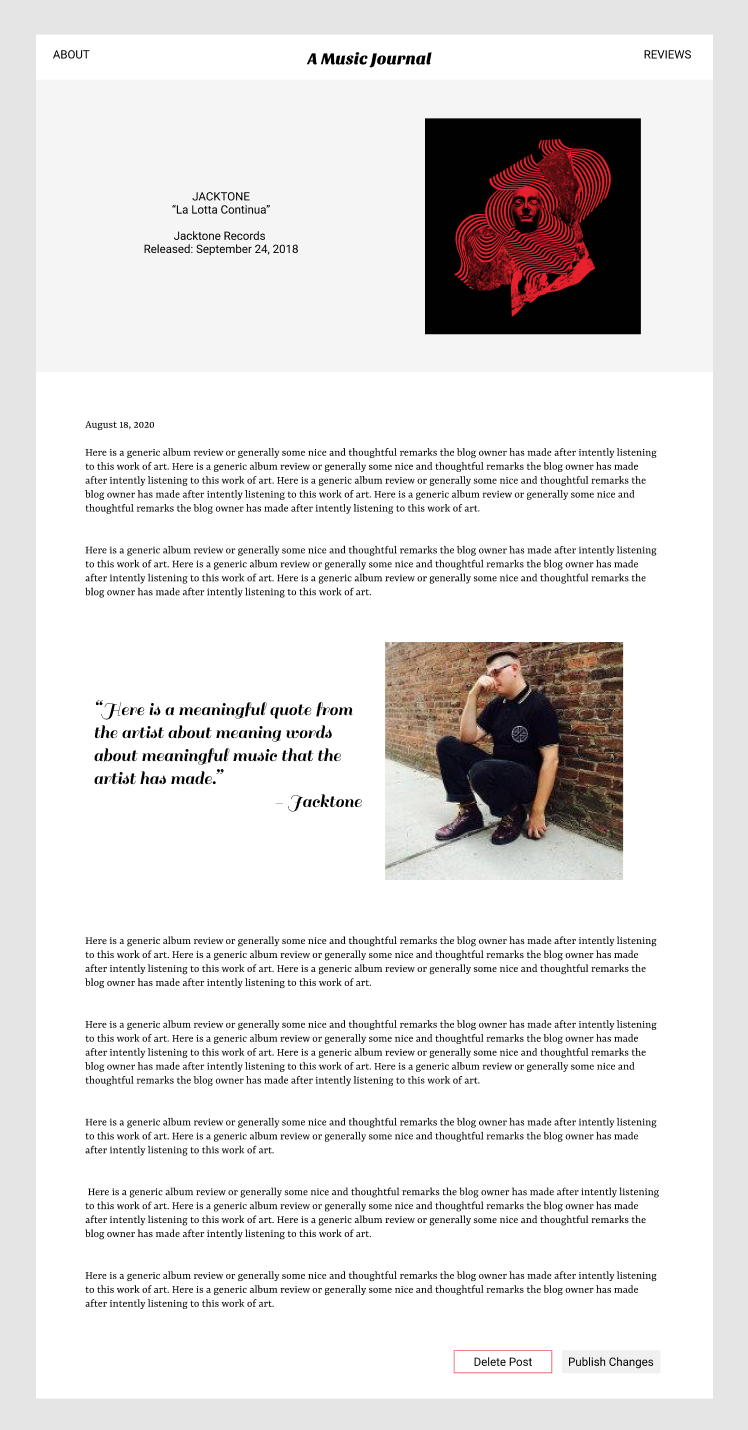 ABOUT
A Music Journal
REVIEWS
JACKTONE
“La Lotta Continua”
Jacktone Records
Released: September 24, 2018
August 18, 2020
Here is a generic album review or generally some nice and thoughtful remarks the blog owner has made after intently listening
to this work of art. Here is a generic album review or generally some nice and thoughtful remarks the blog owner has made
after intently listening to this work of art. Here is a generic album review or generally some nice and thoughtful remarks the
blog owner has made after intently listening to this work of art. Here is a generic album review or generally some nice and
thoughtful remarks the blog owner has made after intently listening to this work of art.
Here is a generic album review or generally some nice and thoughtful remarks the blog owner has made after intently listening
to this work of art. Here is a generic album review or generally some nice and thoughtful remarks the blog owner has made
after intently listening to this work of art. Here is a generic album review or generally some nice and thoughtful remarks the
blog owner has made after intently listening to this work of art.
“Here is a meaningful quote from
the artist about meaning words
about meaningful music that the
artist has made.”
– Jacktone
Here is a generic album review or generally some nice and thoughtful remarks the blog owner has made after intently listening
to this work of art. Here is a generic album review or generally some nice and thoughtful remarks the blog owner has made
after intently listening to this work of art. Here is a generic album review or generally some nice and thoughtful remarks the
blog owner has made after intently listening to this work of art.
Here is a generic album review or generally some nice and thoughtful remarks the blog owner has made after intently listening
to this work of art. Here is a generic album review or generally some nice and thoughtful remarks the blog owner has made
after intently listening to this work of art. Here is a generic album review or generally some nice and thoughtful remarks the
blog owner has made after intently listening to this work of art. Here is a generic album review or generally some nice and
thoughtful remarks the blog owner has made after intently listening to this work of art.
Here is a generic album review or generally some nice and thoughtful remarks the blog owner has made after intently listening
to this work of art. Here is a generic album review or generally some nice and thoughtful remarks the blog owner has made
after intently listening to this work of art.
Here is a generic album review or generally some nice and thoughtful remarks the blog owner has made after intently listening
to this work of art. Here is a generic album review or generally some nice and thoughtful remarks the blog owner has made
after intently listening to this work of art. Here is a generic album review or generally some nice and thoughtful remarks the
blog owner has made after intently listening to this work of art.
Here is a generic album review or generally some nice and thoughtful remarks the blog owner has made after intently listening
to this work of art. Here is a generic album review or generally some nice and thoughtful remarks the blog owner has made
after intently listening to this work of art.
Delete Post
Publish Changes